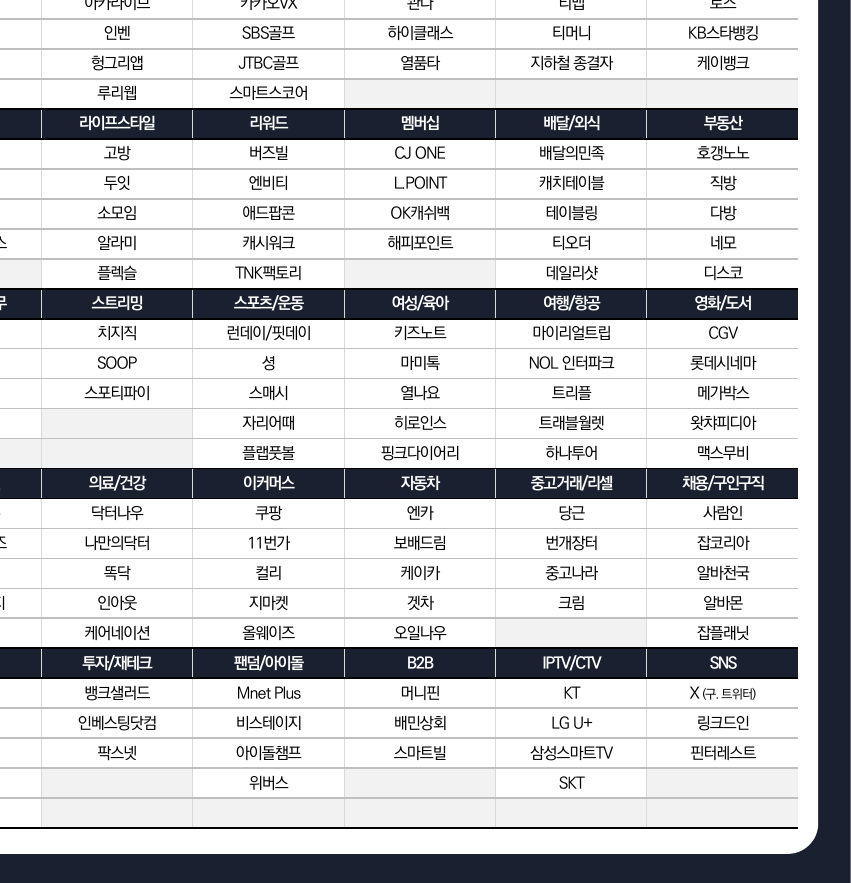 아카라이브 카카오VX 콴다 티맵 토스
인벤 SBS골프 하이클래스 티머니 KB스타뱅킹
헝그리앱 JTBC골프 열품타 지하철 종결자 케이뱅크
루리웹 스마트스코어
라이프스타일 리워드 멤버십 배달/외식 부동산
고방 버즈빌 CJ ONE 배달의민족 호갱노노
두잇 엔비티 L.POINT 캐치테이블 직방
소모임 애드팝콘 OK캐쉬백 테이블링 다방
스 알라미 캐시워크 해피포인트 티오더 네모
플렉슬 TNK팩토리 데일리샷 디스코
무 스트리밍 스포츠/운동 여성/육아 여행/항공 영화/도서
치지직 런데이/핏데이 키즈노트 마이리얼트립 CGV
SOOP 셩 마미톡 NOL 인터파크 롯데시네마
스포티파이 스매시 열나요 트리플 메가박스
자리어때 히로인스 트래블월렛 왓챠피디아
플랩풋볼 핑크다이어리 하나투어 맥스무비
의료/건강 이커머스 자동차 중고거래/리셀 채용/구인구직
닥터나우 쿠팡 엔카 당근 사람인
즈 나만의닥터 11번가 보배드림 번개장터 잡코리아
똑닥 컬리 케이카 중고나라 알바천국
지 인아웃 지마켓 겟차 크림 알바몬
케어네이션 올웨이즈 오일나우 잡플래닛
투자/재테크 팬덤/아이돌 B2B IPTV/CTV SNS
뱅크샐러드 Mnet Plus 머니핀 KT X (구. 트위터)
인베스팅닷컴 비스테이지 배민상회 LG U+ 링크드인
팍스넷 아이돌챔프 스마트빌 삼성스마트TV 핀터레스트
위버스 SKT